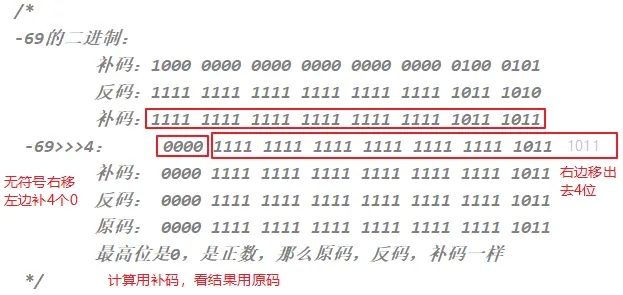 /*
-69的二进制：
补码：1000 0000 0000 0000 0000 0000 0100 0101
反码：1111 1111 1111 1111 1111 1111 1011 1010
补码：1111 1111 1111 1111 1111 1111 1011 1011
-69>>>4： 0000 1111 1111 1111 1111 1111 1111 1011 1011
无符号右移
左边补4个0
补码：0000 1111 1111 1111 1111 1111 1111 1011
反码：0000 1111 1111 1111 1111 1111 1111 1011
原码：0000 1111 1111 1111 1111 1111 1111 1011
右边移出
去4位
最高位是0，是正数，那么原码，反码，补码一样
*/ 计算用补码，看结果用原码